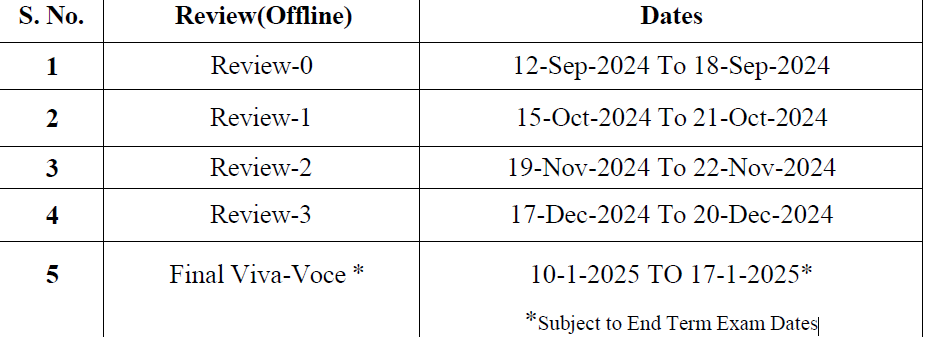 S. No. Review(Offline) Dates
1 Review-0 12-Sep-2024 To 18-Sep-2024
2 Review-1 15-Oct-2024 To 21-Oct-2024
3 Review-2 19-Nov-2024 To 22-Nov-2024
4 Review-3 17-Dec-2024 To 20-Dec-2024
5 Final Viva-Voce * 10-1-2025 TO 17-1-2025*
*Subject to End Term Exam Dates